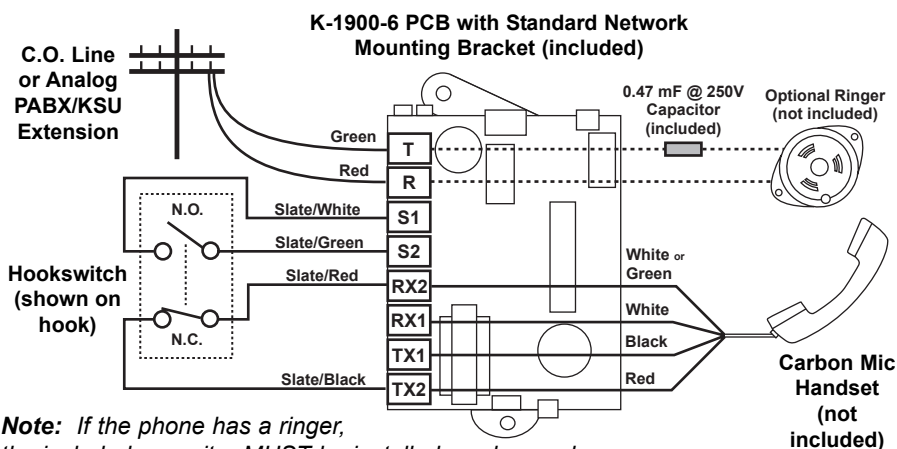 K-1900-6 PCB with Standard Network
Mounting Bracket (included)
C.O. Line
or Analog
PABX/KSU
Extension
0.47 mF @ 250V
Capacitor
(included)
Optional Ringer
(not included)
Green
Red
T
R
S1
S2
RX2
RX1
TX1
TX2
N.O.
Slate/White
Slate/Green
Slate/Red
Slate/Black
Hookswitch
(shown on
hook)
N.C.
White or
Green
White
Black
Red
Carbon Mic
Handset
(not
included)
Note: If the phone has a ringer,